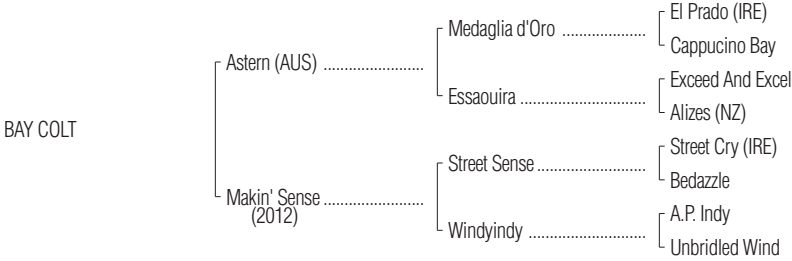 El Prado (IRE)
Medaglia d'Oro ....................
Cappucino Bay
Astern (AUS) ........................
Exceed And Excel
Essaouira ..............................
Alizes (NZ)
BAY COLT
Street Cry (IRE)
Street Sense ..........................
Bedazzle
Makin' Sense ........................
(2012)
A.P. Indy
Windyindy ............................
Unbridled Wind